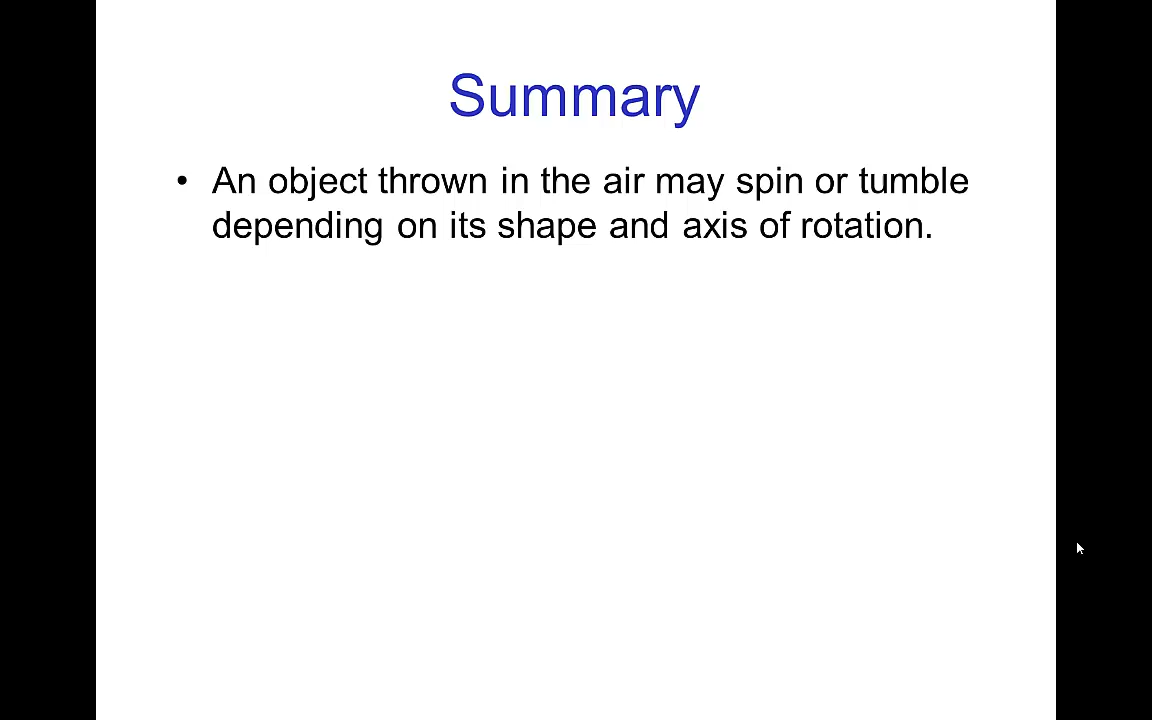 Summary
• An object thrown in the air may spin or tumble
depending on its shape and axis of rotation.